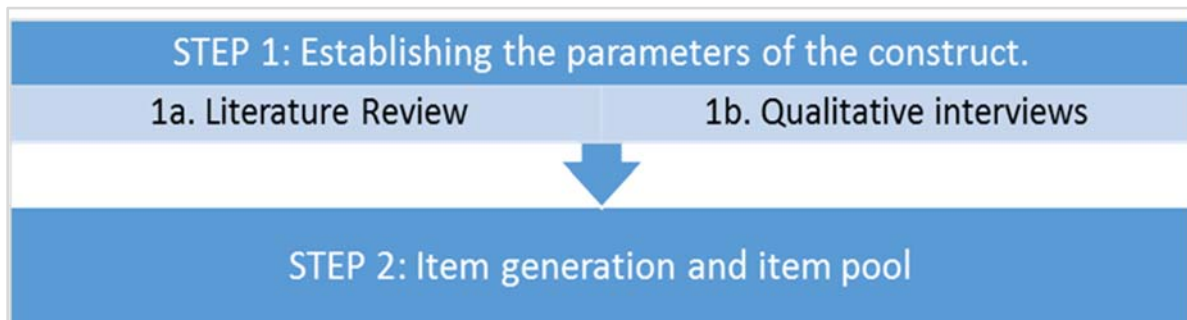 STEP 1: Establishing the parameters of the construct.
1a. Literature Review
1b. Qualitative interviews
STEP 2: Item generation and item pool